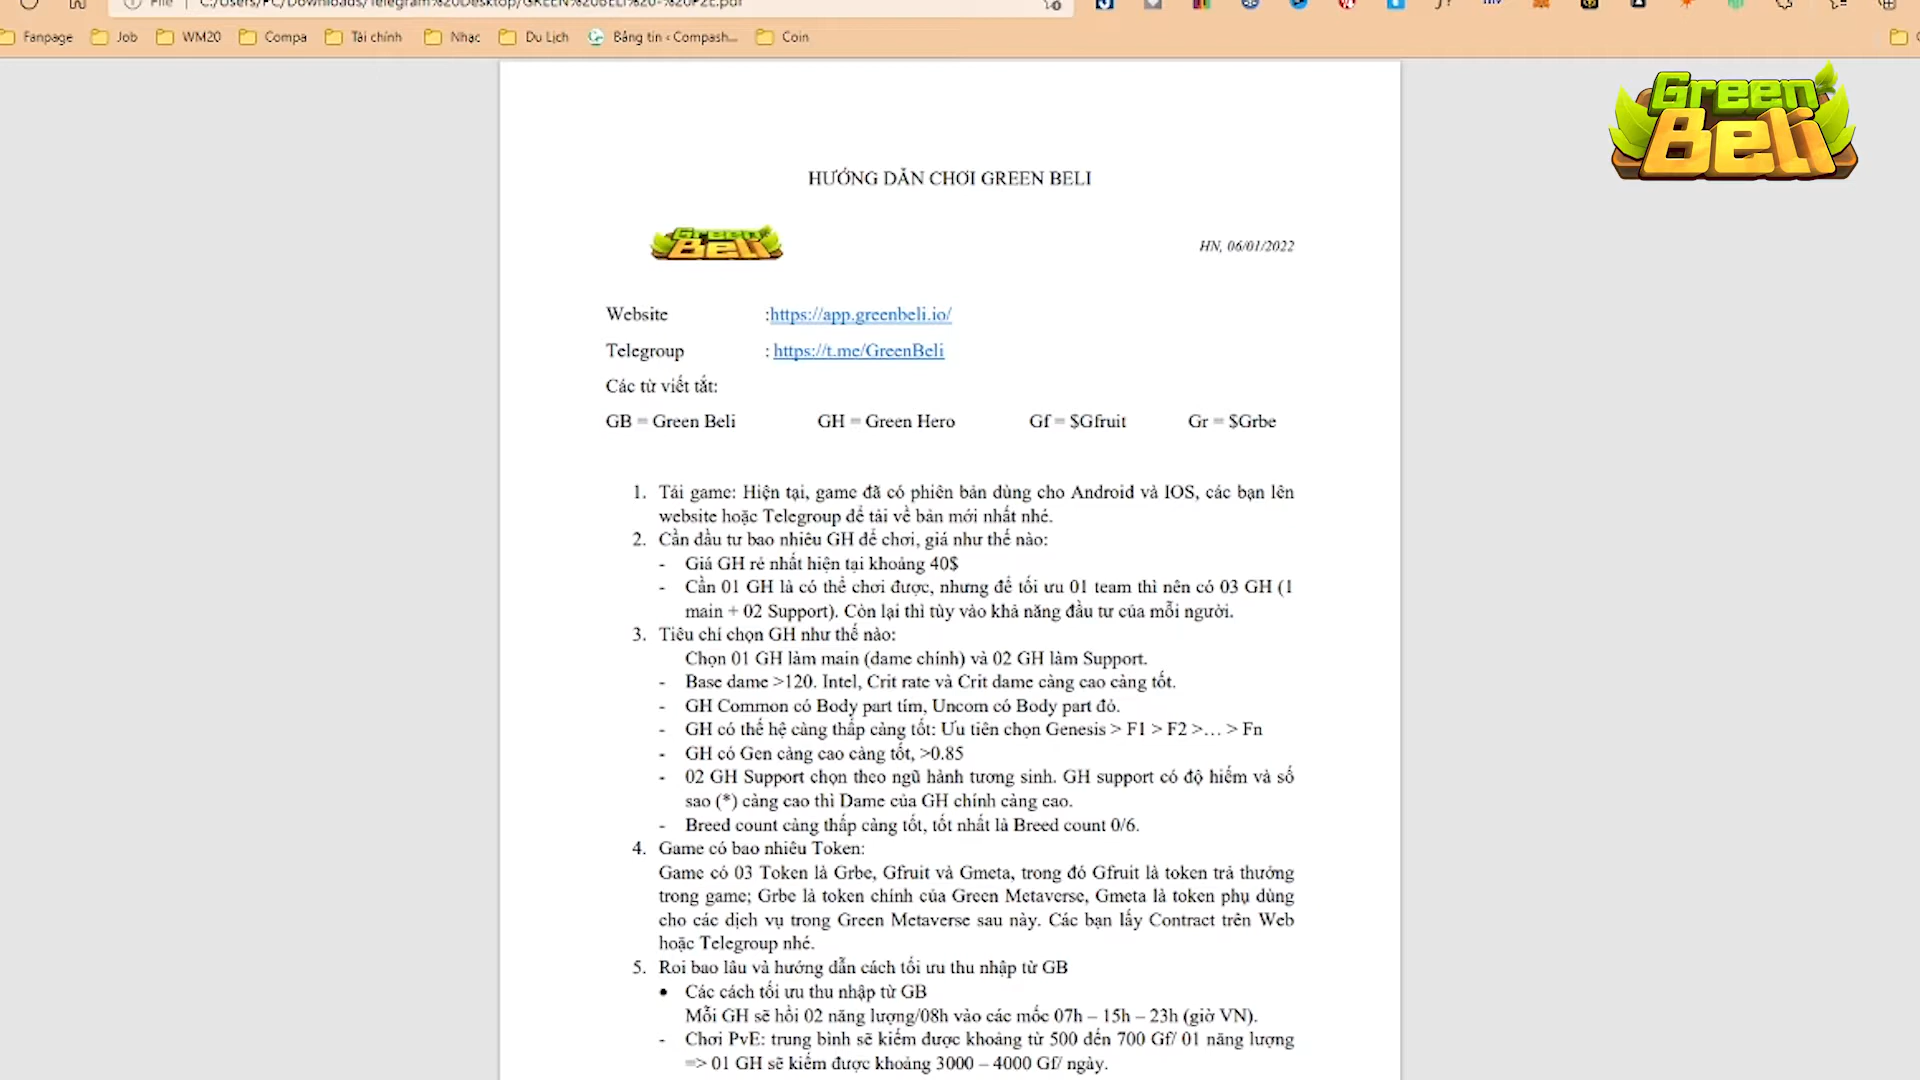 File
C:/Users/PC/Downloads/Telegram%20Desktop/GREEN%20BELI%20-%20P2E.pdf
Fanpage Job WM20 Compa Tài chính Nhạc Du Lịch Bảng tin ‹ Compash... Coin
Green
Beli
HƯỚNG DẪN CHƠI GREEN BELI
Green
Beli
HN, 06/01/2022
Website :https://app.greenbeli.io/
Telegroup : https://t.me/GreenBeli
Các từ viết tắt:
GB = Green Beli GH = Green Hero Gf = $Gfruit Gr = $Grbe
1. Tải game: Hiện tại, game đã có phiên bản dùng cho Android và IOS, các bạn lên
website hoặc Telegroup để tải về bản mới nhất nhé.
2. Cần đầu tư bao nhiêu GH để chơi, giá như thế nào:
- Giá GH rẻ nhất hiện tại khoảng 40$
- Cần 01 GH là có thể chơi được, nhưng để tối ưu 01 team thì nên có 03 GH (1
main + 02 Support). Còn lại thì tùy vào khả năng đầu tư của mỗi người.
3. Tiêu chí chọn GH như thế nào:
Chọn 01 GH làm main (dame chính) và 02 GH làm Support.
- Base dame >120. Intel, Crit rate và Crit dame càng cao càng tốt.
- GH Common có Body part tím, Uncom có Body part đỏ.
- GH có thế hệ càng thấp càng tốt: Ưu tiên chọn Genesis > F1 > F2 >… > Fn
- GH có Gen càng cao càng tốt, >0.85
- 02 GH Support chọn theo ngũ hành tương sinh. GH support có độ hiếm và số
sao (*) càng cao thì Dame của GH chính càng cao.
- Breed count càng thấp càng tốt, tốt nhất là Breed count 0/6.
4. Game có bao nhiêu Token:
Game có 03 Token là Grbe, Gfruit và Gmeta, trong đó Gfruit là token trả thưởng
trong game; Grbe là token chính của Green Metaverse, Gmeta là token phụ dùng
cho các dịch vụ trong Green Metaverse sau này. Các bạn lấy Contract trên Web
hoặc Telegroup nhé.
5. Roi bao lâu và hướng dẫn cách tối ưu thu nhập từ GB
• Các cách tối ưu thu nhập từ GB
Mỗi GH sẽ hồi 02 năng lượng/08h vào các mốc 07h – 15h – 23h (giờ VN).
- Chơi PvE: trung bình sẽ kiếm được khoảng từ 500 đến 700 Gf/ 01 năng lượng
=> 01 GH sẽ kiếm được khoảng 3000 – 4000 Gf/ ngày.